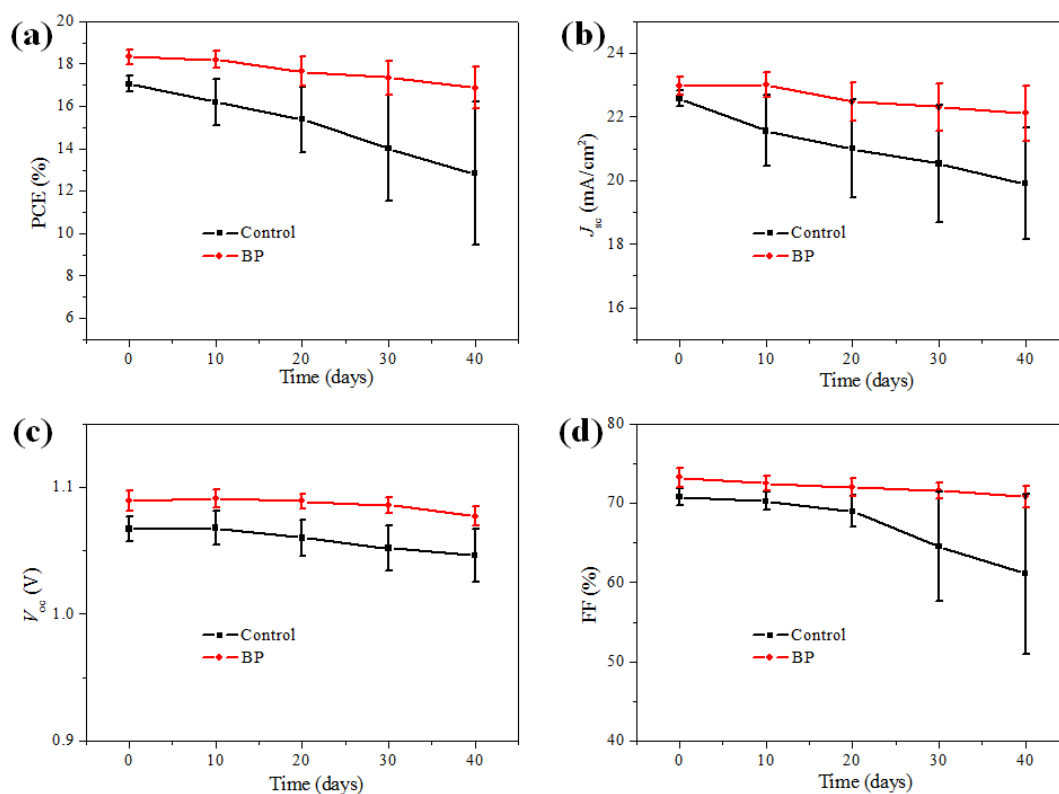 (a)
20
18
16
14
12
10
8
6
PCE (%)
Control
BP
0 10 20 30 40
Time (days)
(b)
24
22
20
18
16
Jsc (mA/cm²)
Control
BP
0 10 20 30 40
Time (days)
(c)
1.1
1.0
0.9
Voc (V)
Control
BP
0 10 20 30 40
Time (days)
(d)
80
70
60
50
40
FF (%)
Control
BP
0 10 20 30 40
Time (days)